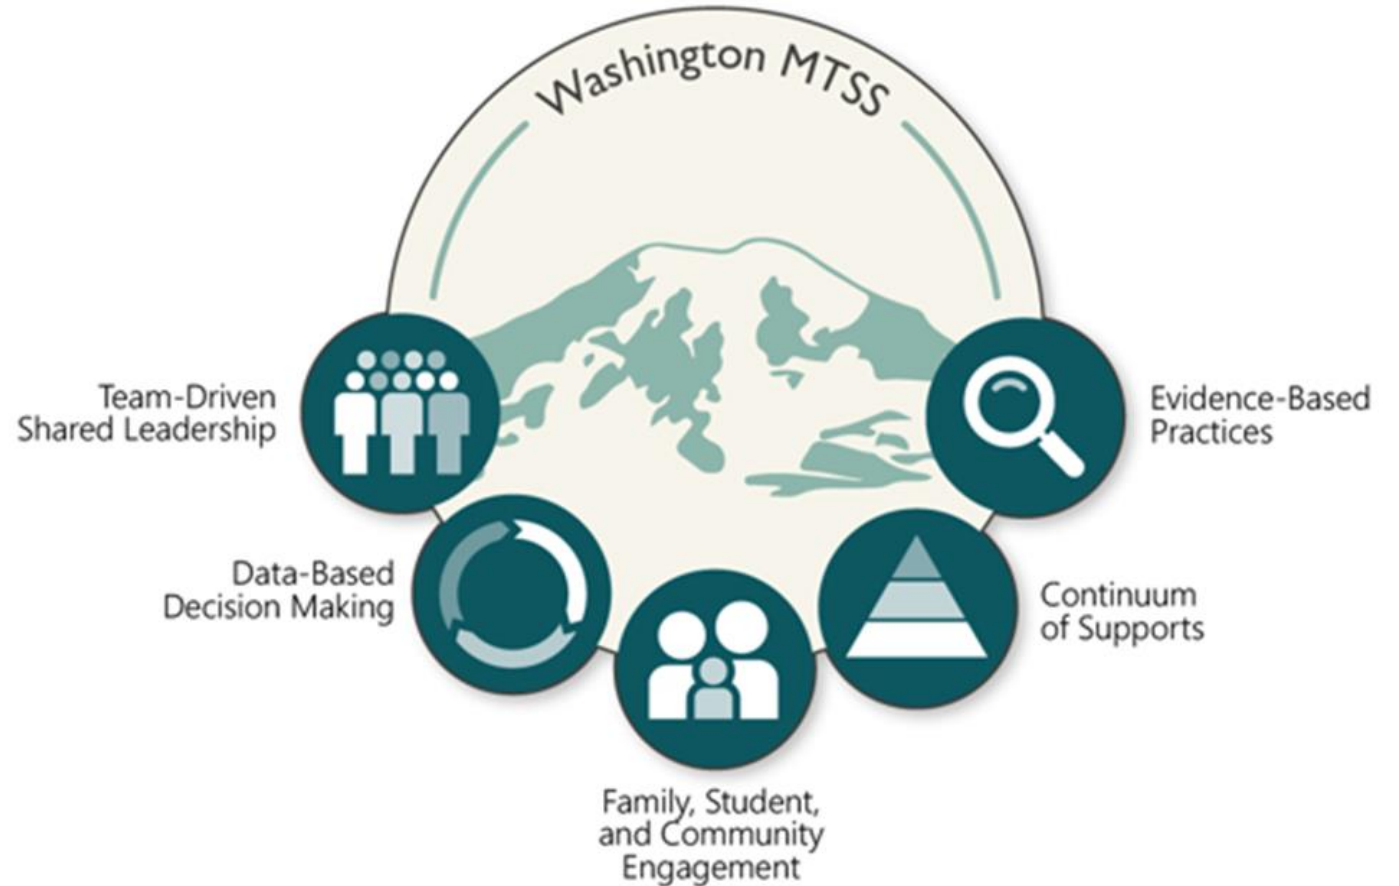 Washington MTSS
Team-Driven
Shared Leadership
Evidence-Based
Practices
Data-Based
Decision Making
Continuum
of Supports
Family, Student,
and Community
Engagement